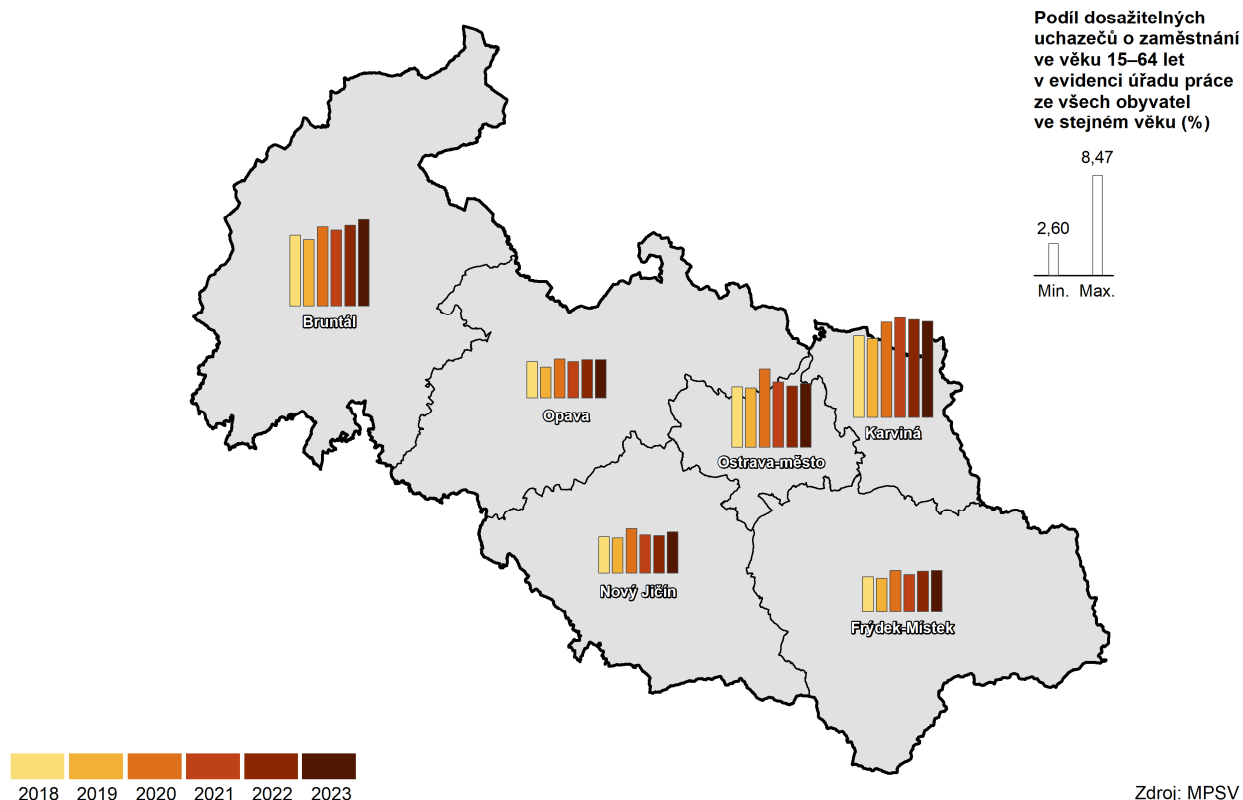 Podíl dosažitelných
uchazečů o zaměstnání
ve věku 15–64 let
v evidenci úřadu práce
ze všech obyvatel
ve stejném věku (%)
8,47
2,60
Min. Max.
Bruntál
Opava
Karviná
Ostrava-město
Nový Jičín
Frýdek-Místek
2018 2019 2020 2021 2022 2023
Zdroj: MPSV